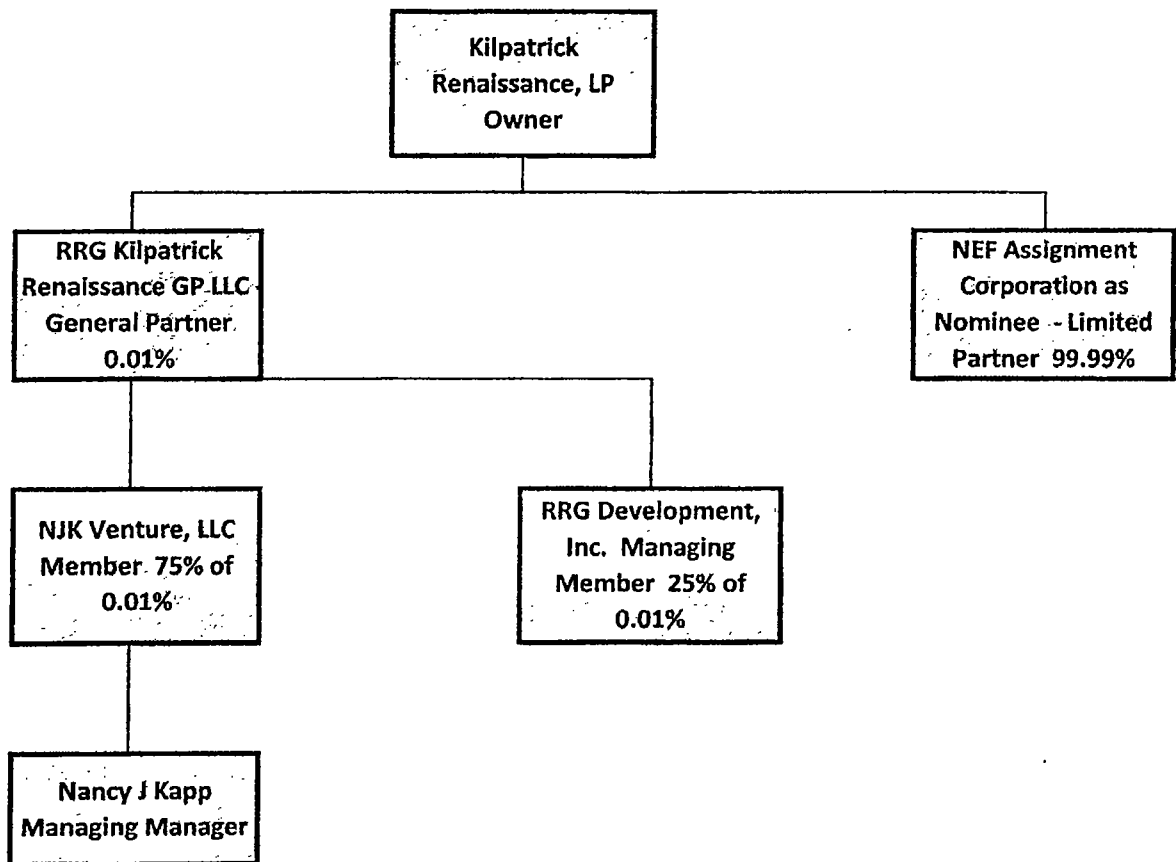 Kilpatrick
Renaissance, LP
Owner
RRG Kilpatrick
Renaissance GP LLC
General Partner
0.01%
NEF Assignment
Corporation as
Nominee - Limited
Partner 99.99%
NJK Venture, LLC
Member 75% of
0.01%
RRG Development,
Inc. Managing
Member 25% of
0.01%
Nancy J Kapp
Managing Manager